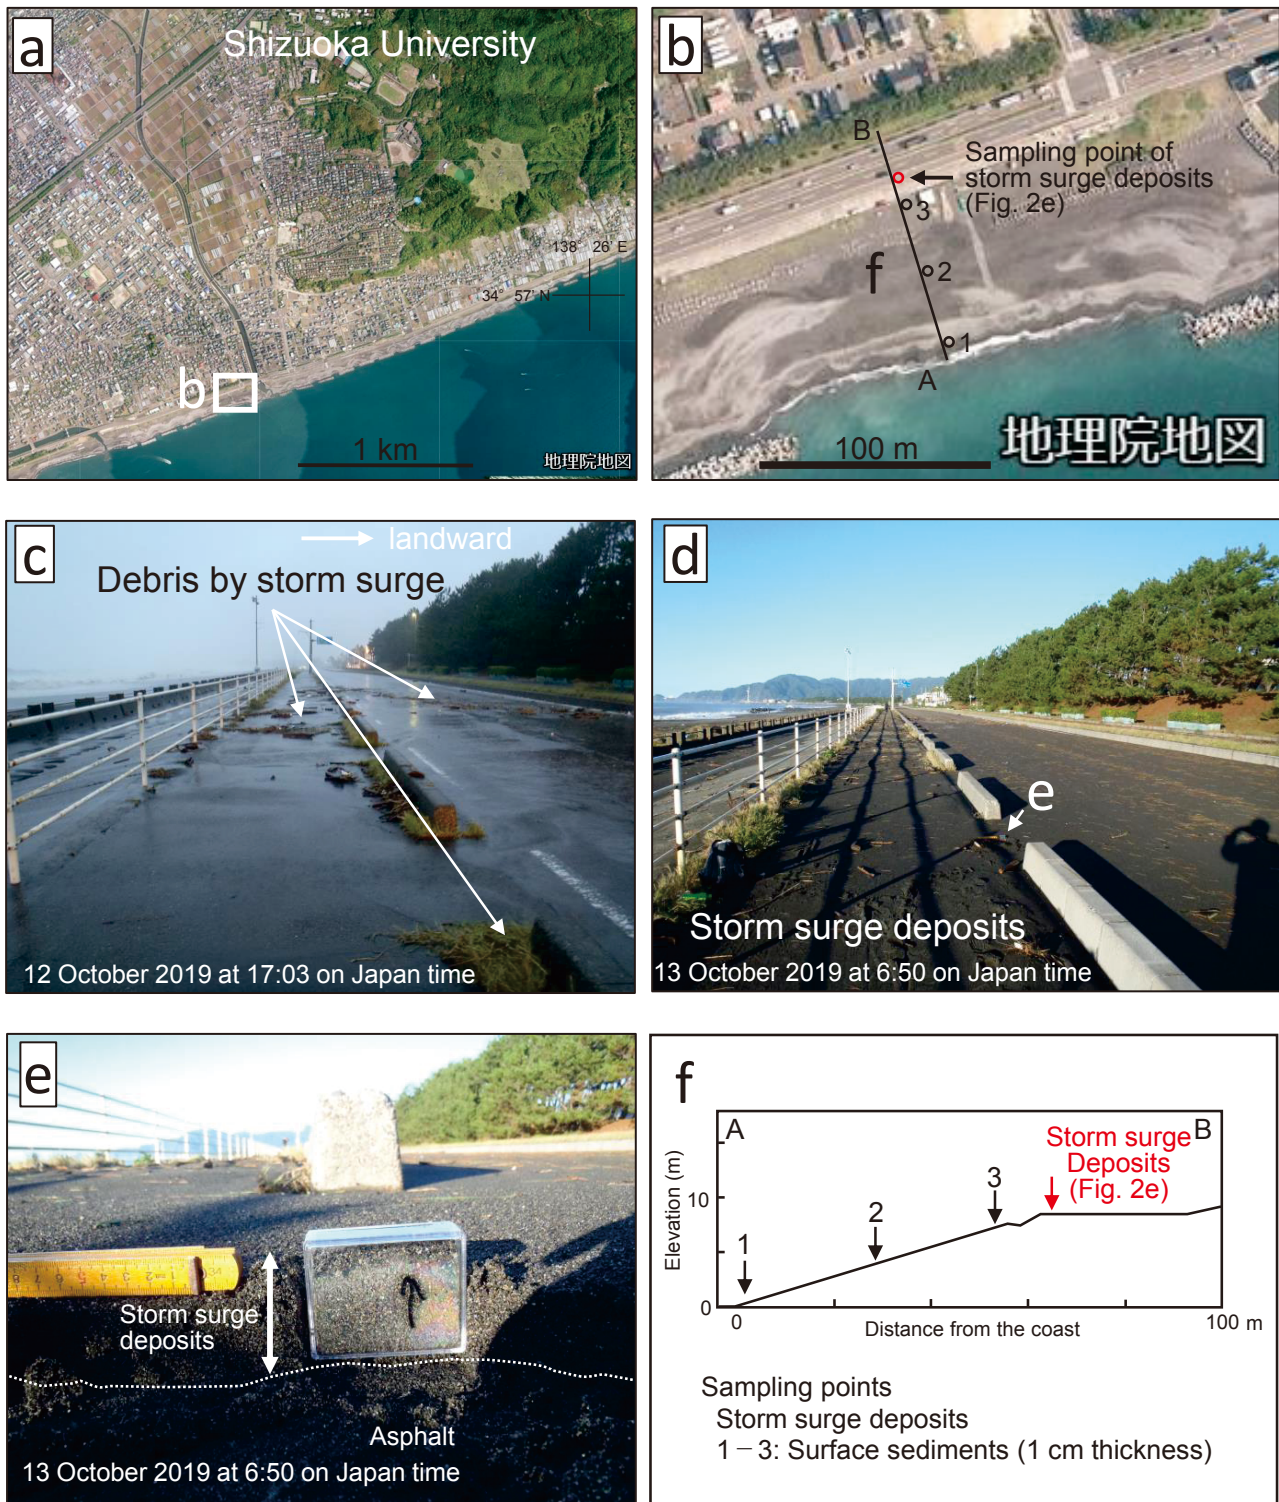 a
Shizuoka University
138° 26' E
34° 57' N
b
1 km
地理院地図
b
B
Sampling point of
storm surge deposits
(Fig. 2e)
3
f
2
1
A
100 m
地理院地図
c
landward
Debris by storm surge
12 October 2019 at 17:03 on Japan time
d
e
Storm surge deposits
13 October 2019 at 6:50 on Japan time
e
Storm surge
deposits
Asphalt
13 October 2019 at 6:50 on Japan time
f
A
B
Storm surge
Deposits
(Fig. 2e)
3
2
1
Elevation (m)
10
0
0
Distance from the coast
100 m
Sampling points
Storm surge deposits
1－3: Surface sediments (1 cm thickness)